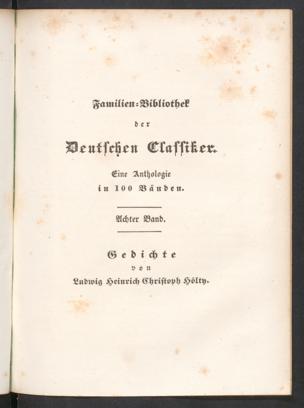 Familien-Bibliothek
der
Deutschen Classiker.
Eine Anthologie
in 100 Bänden.
Achter Band.
Gedichte
von
Ludwig Heinrich Christoph Hölty.